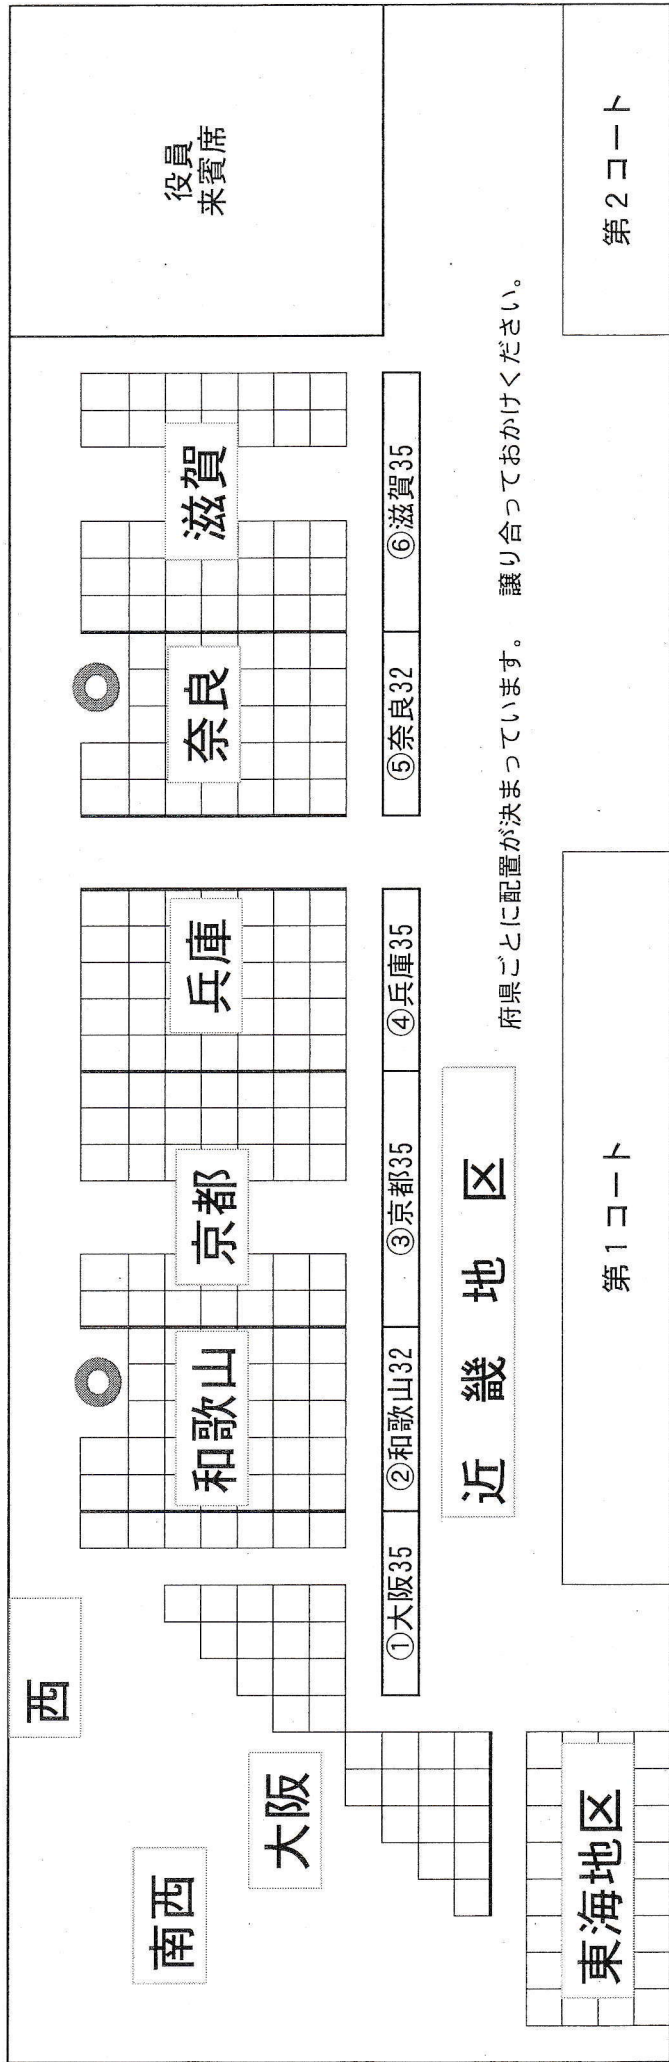 西
南西
大阪
和歌山
京都
兵庫
奈良
滋賀
役員
来賓席
①大阪35
②和歌山32
③京都35
④兵庫35
⑤奈良32
⑥滋賀35
近畿地区
府県ごとに配置が決まっています。 譲り合っておかけください。
東海地区
第1コート
第2コート